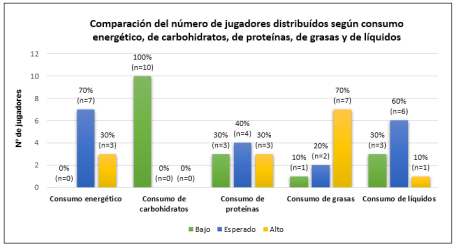 Comparación del número de jugadores distribuídos según consumo
energético, de carbohidratos, de proteínas, de grasas y de líquidos
N° de jugadores
12
10
8
6
4
2
0
0%
(n=0)
70%
(n=7)
30%
(n=3)
100%
(n=10)
0%
(n=0)
0%
(n=0)
30%
(n=3)
40%
(n=4)
30%
(n=3)
10%
(n=1)
20%
(n=2)
70%
(n=7)
30%
(n=3)
60%
(n=6)
10%
(n=1)
Consumo energético
Consumo de
carbohidratos
Consumo de
proteínas
Consumo de grasas
Consumo de líquidos
Bajo Esperado Alto